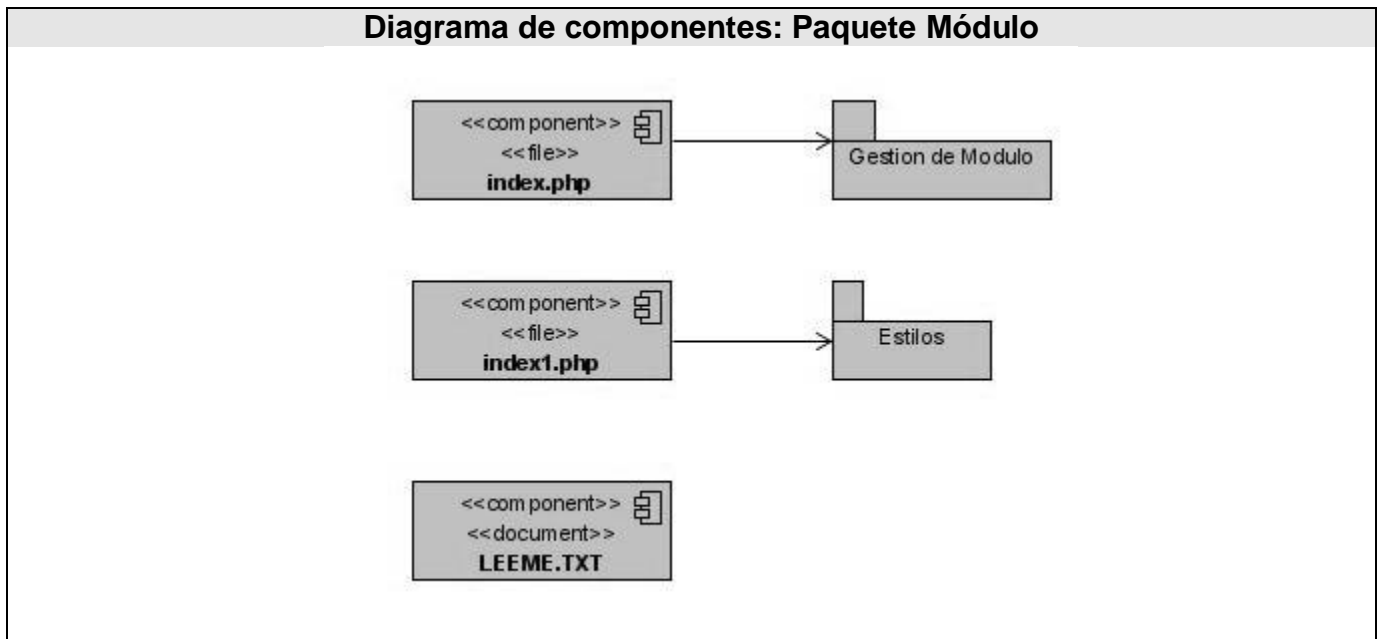 Diagrama de componentes: Paquete Módulo
<<component>>
<<file>>
index.php
Gestion de Modulo
<<component>>
<<file>>
index1.php
Estilos
<<component>>
<<document>>
LEEME.TXT